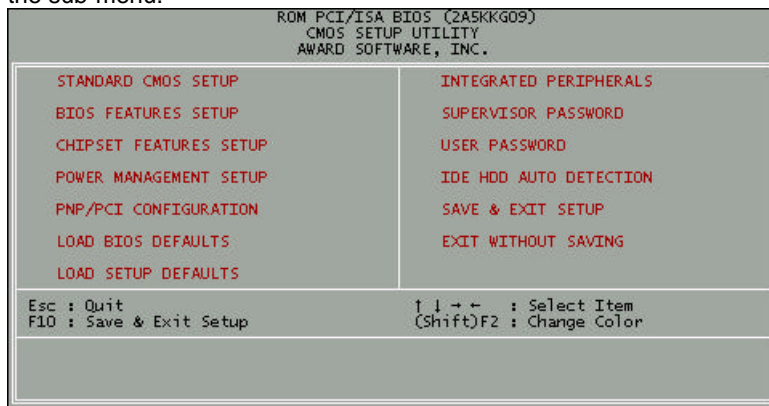 the sub-menu.
ROM PCI/ISA BIOS (2A5KKG09)
CMOS SETUP UTILITY
AWARD SOFTWARE, INC.
STANDARD CMOS SETUP
BIOS FEATURES SETUP
CHIPSET FEATURES SETUP
POWER MANAGEMENT SETUP
PNP/PCI CONFIGURATION
LOAD BIOS DEFAULTS
LOAD SETUP DEFAULTS
INTEGRATED PERIPHERALS
SUPERVISOR PASSWORD
USER PASSWORD
IDE HDD AUTO DETECTION
SAVE & EXIT SETUP
EXIT WITHOUT SAVING
Esc : Quit
F10 : Save & Exit Setup
↑ ↓ → ← : Select Item
(Shift)F2 : Change Color